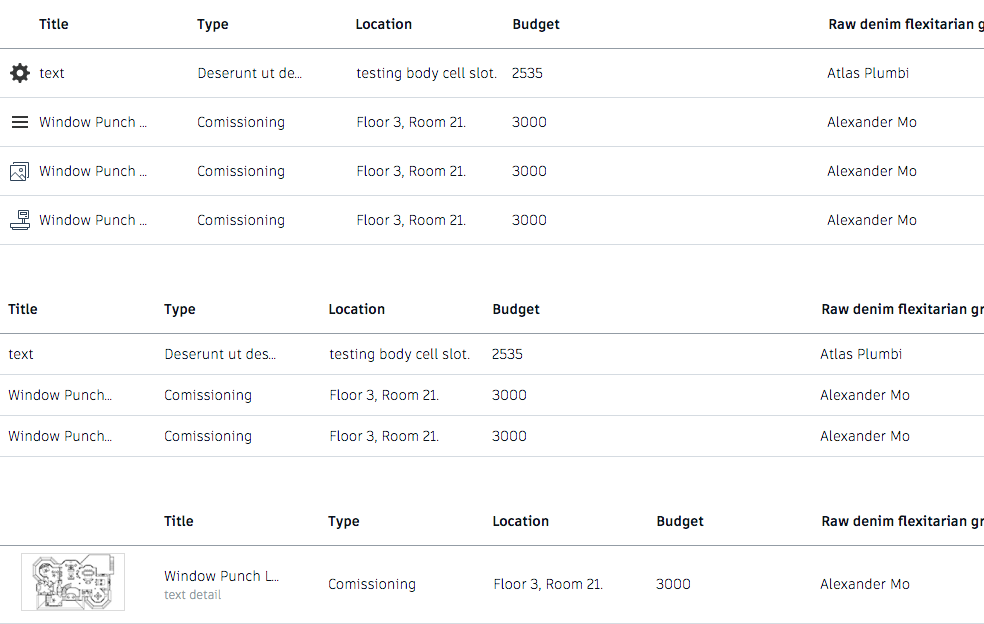 Title Type Location Budget Raw denim flexitarian g
text Deserunt ut de... testing body cell slot. 2535 Atlas Plumbi
Window Punch ... Comissioning Floor 3, Room 21. 3000 Alexander Mo
Window Punch ... Comissioning Floor 3, Room 21. 3000 Alexander Mo
Window Punch ... Comissioning Floor 3, Room 21. 3000 Alexander Mo
Title Type Location Budget Raw denim flexitarian gr
text Deserunt ut des... testing body cell slot. 2535 Atlas Plumbi
Window Punch... Comissioning Floor 3, Room 21. 3000 Alexander Mo
Window Punch... Comissioning Floor 3, Room 21. 3000 Alexander Mo
Title Type Location Budget Raw denim flexitarian gr
Window Punch L... Comissioning Floor 3, Room 21. 3000 Alexander Mo
text detail